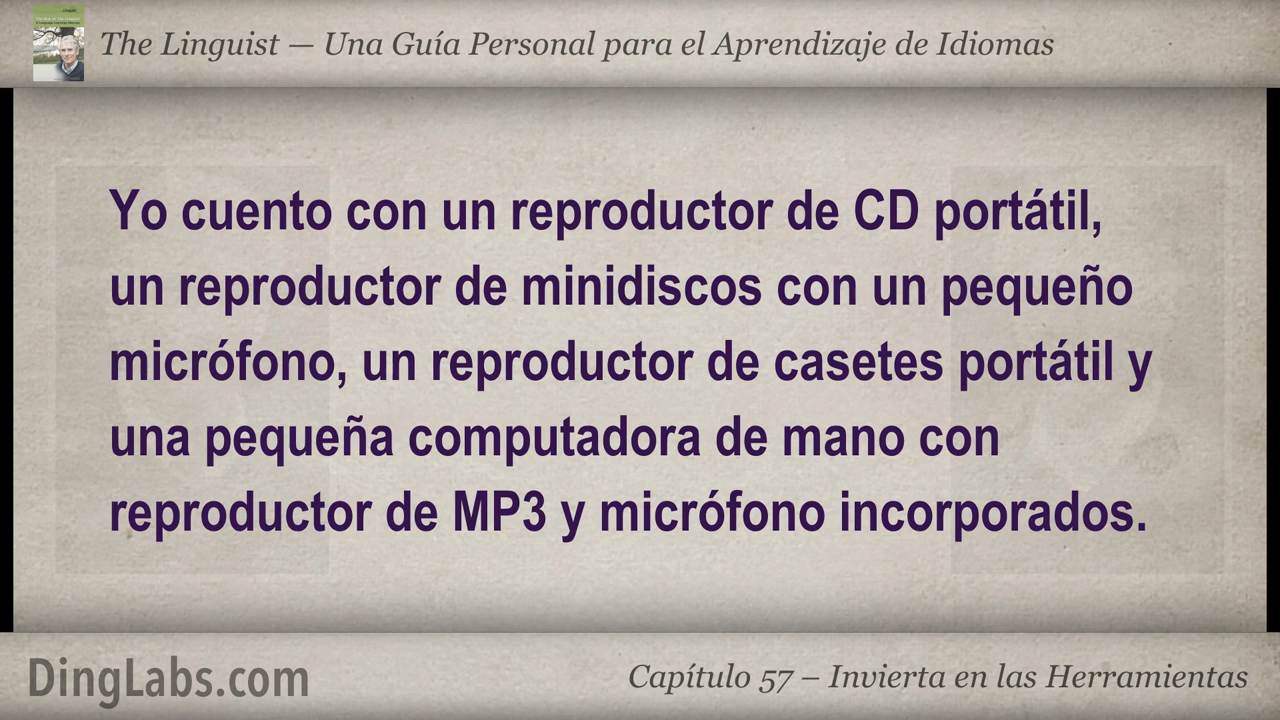 The Linguist — Una Guía Personal para el Aprendizaje de Idiomas
Yo cuento con un reproductor de CD portátil,
un reproductor de minidiscos con un pequeño
micrófono, un reproductor de casetes portátil y
una pequeña computadora de mano con
reproductor de MP3 y micrófono incorporados.
DingLabs.com
Capítulo 57 – Invierta en las Herramientas